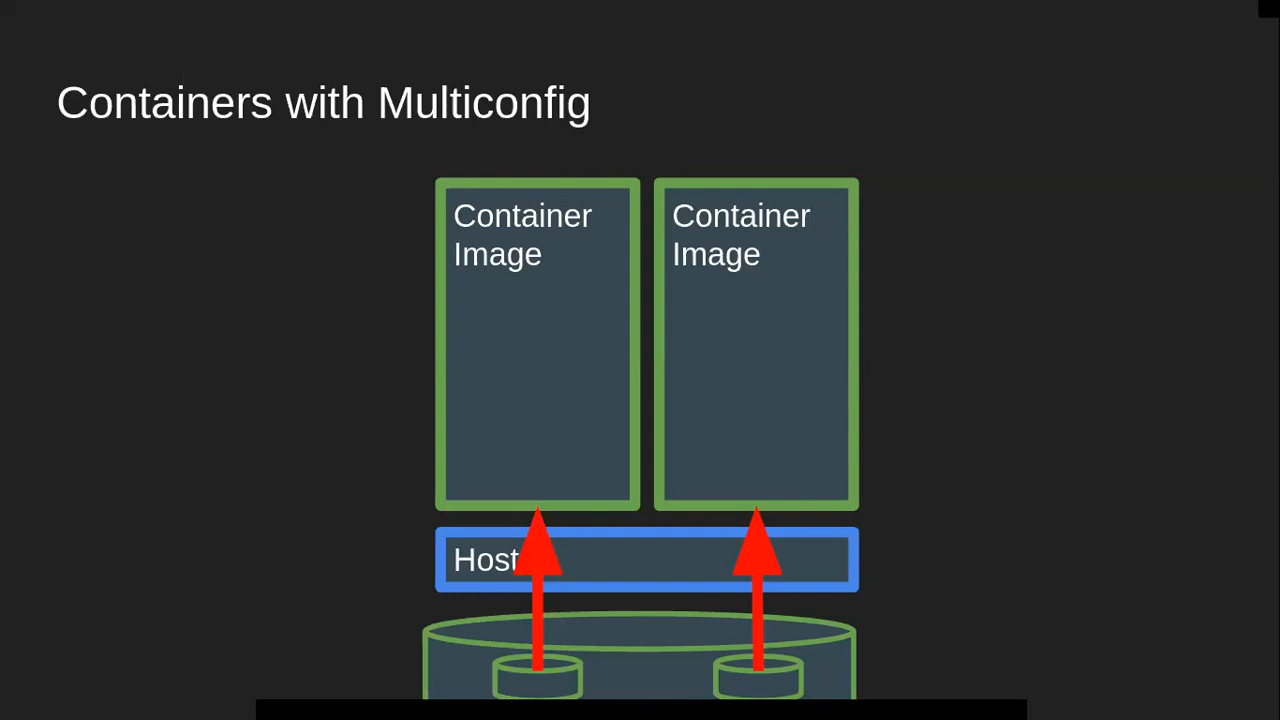 Containers with Multiconfig
Container
Image
Container
Image
Host